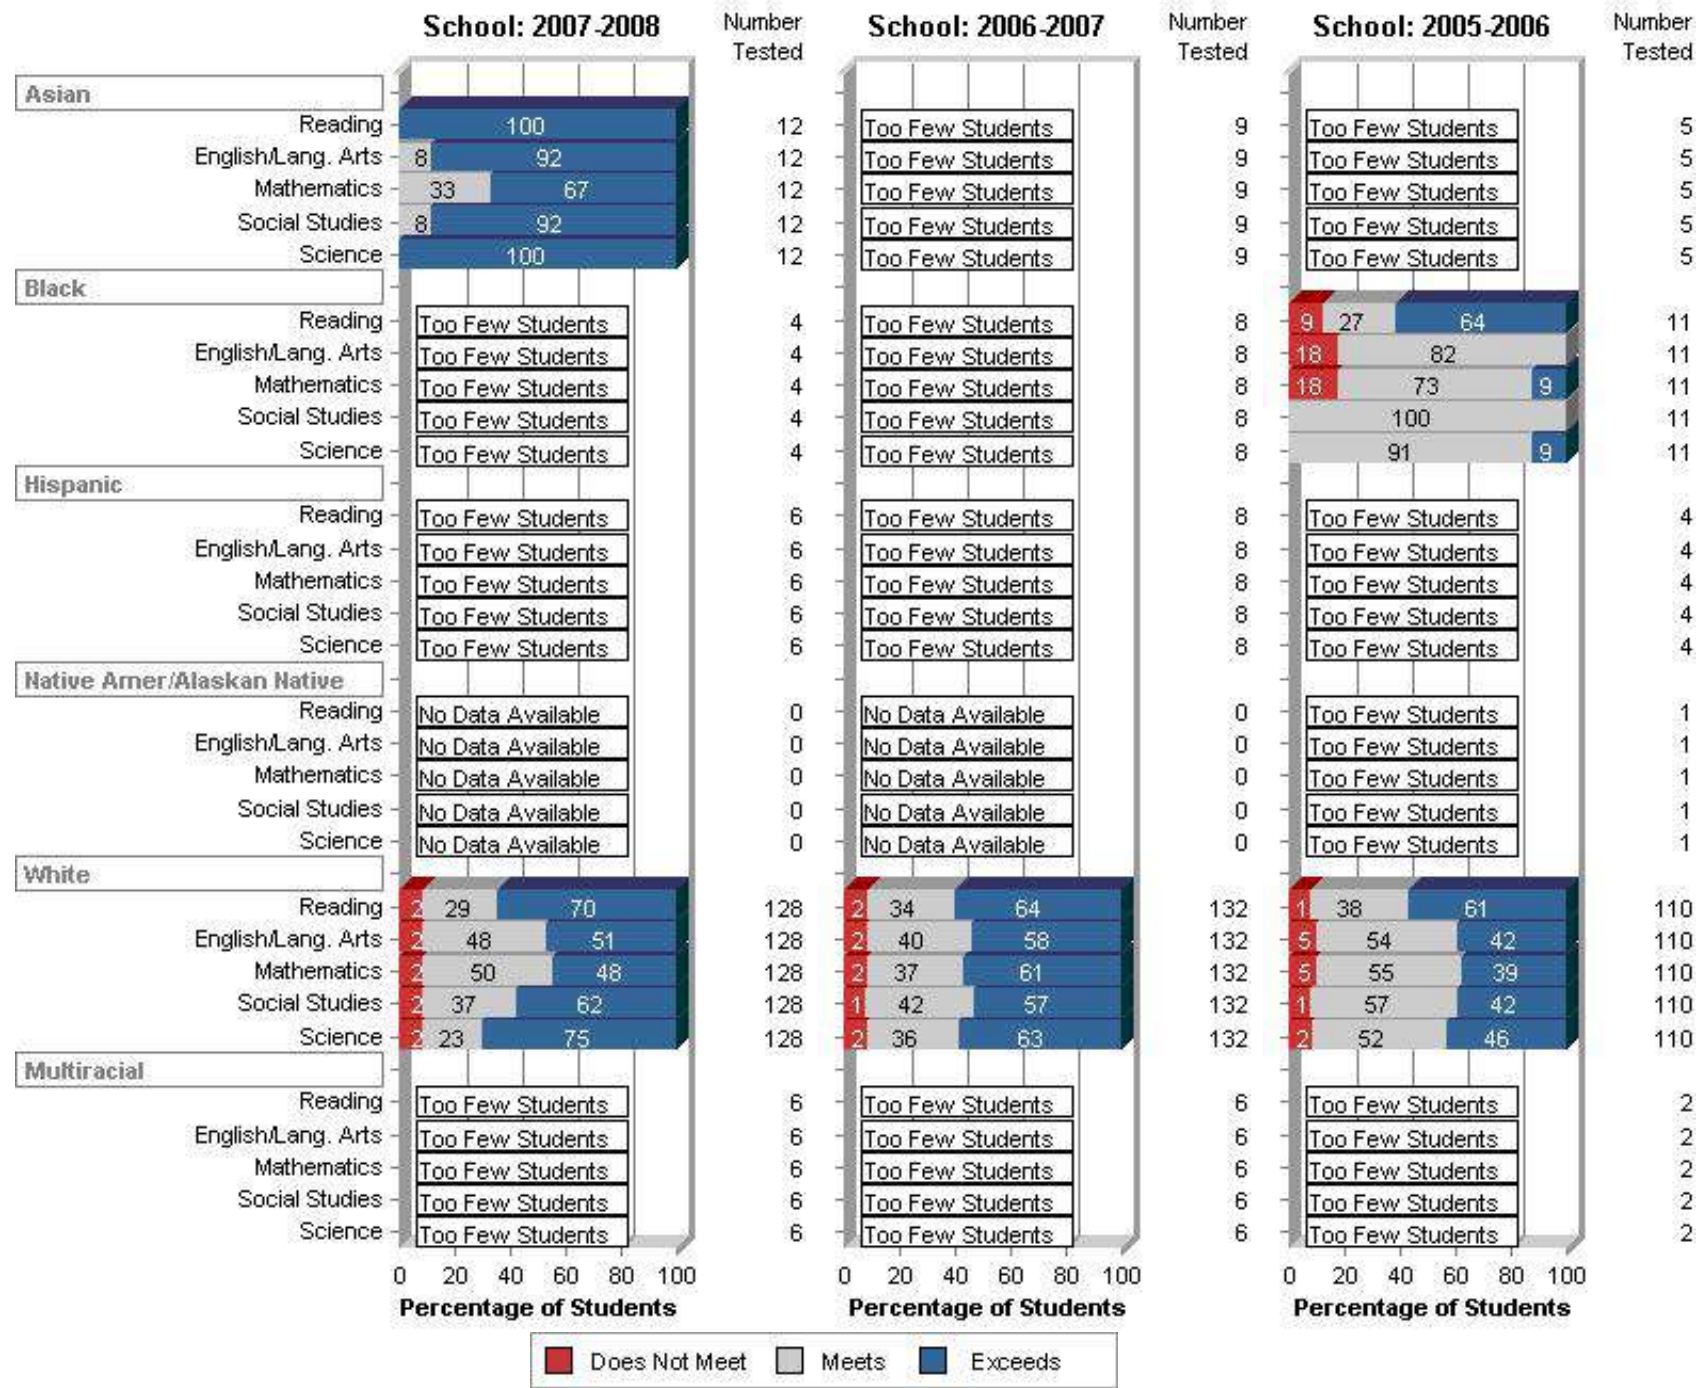 School: 2007-2008 Number Tested School: 2006-2007 Number Tested School: 2005-2006 Number Tested
Asian
Reading 100 12 Too Few Students 9 Too Few Students 5
English/Lang. Arts 8 92 12 Too Few Students 9 Too Few Students 5
Mathematics 33 67 12 Too Few Students 9 Too Few Students 5
Social Studies 8 92 12 Too Few Students 9 Too Few Students 5
Science 100 12 Too Few Students 9 Too Few Students 5
Black
Reading Too Few Students 4 Too Few Students 8 9 27 64 11
English/Lang. Arts Too Few Students 4 Too Few Students 8 18 82 11
Mathematics Too Few Students 4 Too Few Students 8 18 73 9 11
Social Studies Too Few Students 4 Too Few Students 8 100 11
Science Too Few Students 4 Too Few Students 8 91 9 11
Hispanic
Reading Too Few Students 6 Too Few Students 8 Too Few Students 4
English/Lang. Arts Too Few Students 6 Too Few Students 8 Too Few Students 4
Mathematics Too Few Students 6 Too Few Students 8 Too Few Students 4
Social Studies Too Few Students 6 Too Few Students 8 Too Few Students 4
Science Too Few Students 6 Too Few Students 8 Too Few Students 4
Native Amer/Alaskan Native
Reading No Data Available 0 No Data Available 0 Too Few Students 1
English/Lang. Arts No Data Available 0 No Data Available 0 Too Few Students 1
Mathematics No Data Available 0 No Data Available 0 Too Few Students 1
Social Studies No Data Available 0 No Data Available 0 Too Few Students 1
Science No Data Available 0 No Data Available 0 Too Few Students 1
White
Reading 2 29 70 128 2 34 64 132 1 38 61 110
English/Lang. Arts 2 48 51 128 2 40 58 132 5 54 42 110
Mathematics 2 50 48 128 2 37 61 132 5 55 39 110
Social Studies 2 37 62 128 1 42 57 132 1 57 42 110
Science 2 23 75 128 2 36 63 132 2 52 46 110
Multiracial
Reading Too Few Students 6 Too Few Students 6 Too Few Students 2
English/Lang. Arts Too Few Students 6 Too Few Students 6 Too Few Students 2
Mathematics Too Few Students 6 Too Few Students 6 Too Few Students 2
Social Studies Too Few Students 6 Too Few Students 6 Too Few Students 2
Science Too Few Students 6 Too Few Students 6 Too Few Students 2
0 20 40 60 80 100 0 20 40 60 80 100 0 20 40 60 80 100
Percentage of Students Percentage of Students Percentage of Students
Does Not Meet Meets Exceeds